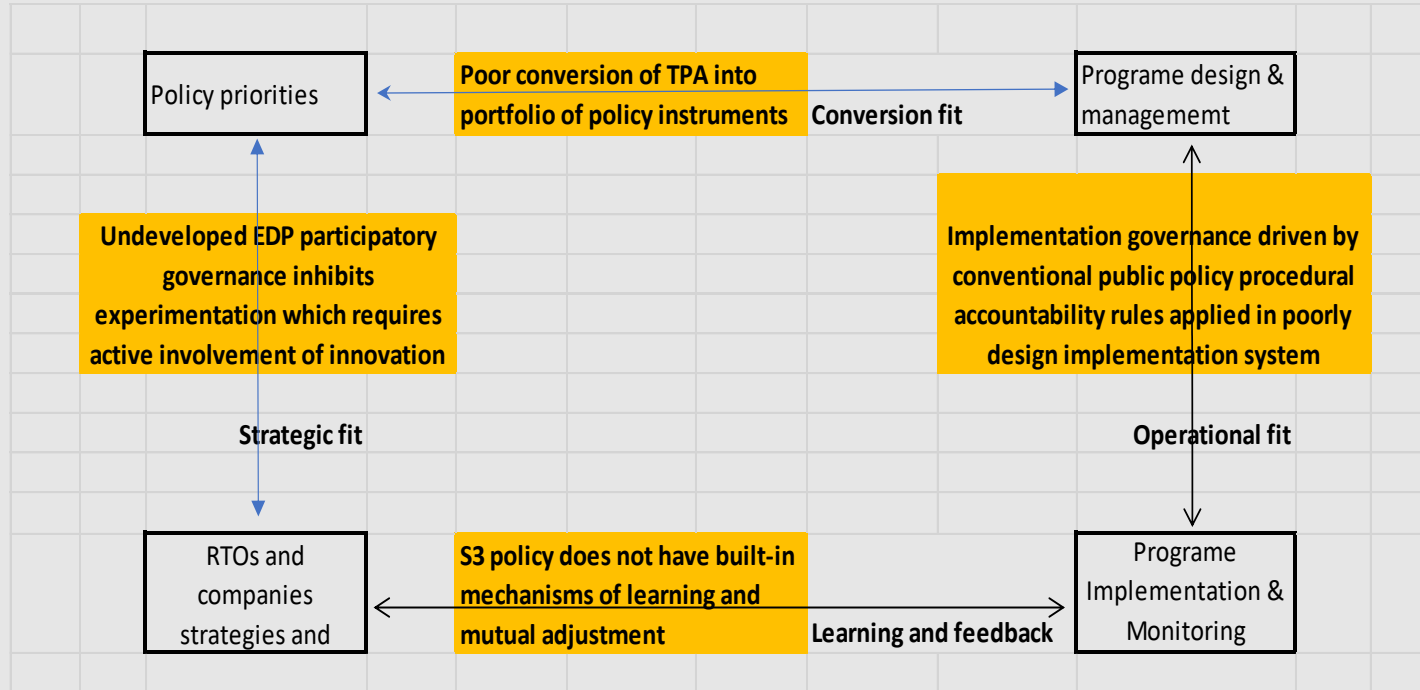 Policy priorities
Poor conversion of TPA into
portfolio of policy instruments
Conversion fit
Programe design &
managememt
Undeveloped EDP participatory
governance inhibits
experimentation which requires
active involvement of innovation
Implementation governance driven by
conventional public policy procedural
accountability rules applied in poorly
design implementation system
Strategic fit
Operational fit
RTOs and
companies
strategies and
S3 policy does not have built-in
mechanisms of learning and
mutual adjustment
Learning and feedback
Programe
Implementation &
Monitoring